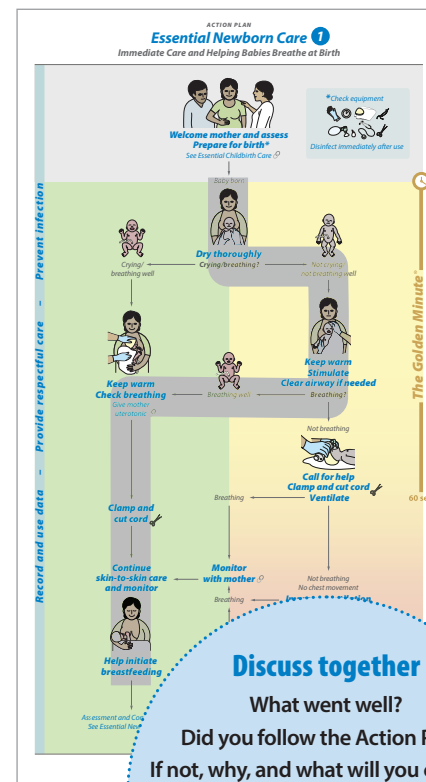 ACTION PLAN
Essential Newborn Care 1
Immediate Care and Helping Babies Breathe at Birth
*Check equipment
Disinfect immediately after use
Welcome mother and assess
Prepare for birth*
See Essential Childbirth Care
Baby born
Prevent infection
–
Provide respectful care
–
Record and use data
The Golden Minute®
60 se
Dry thoroughly
Crying/breathing?
Crying/
breathing well
Not crying/
not breathing well
Keep warm
Stimulate
Clear airway if needed
Breathing?
Keep warm
Check breathing
Give mother
uterotonic
Breathing well
Not breathing
Call for help
Clamp and cut cord
Ventilate
Breathing
Clamp and
cut cord
Continue
skin-to-skin care
and monitor
Monitor
with mother
Not breathing
No chest movement
Breathing
Help initiate
breastfeeding
Assessment and
See Essential
Discuss together
What went well?
Did you follow the Action
If not, why, and what will you